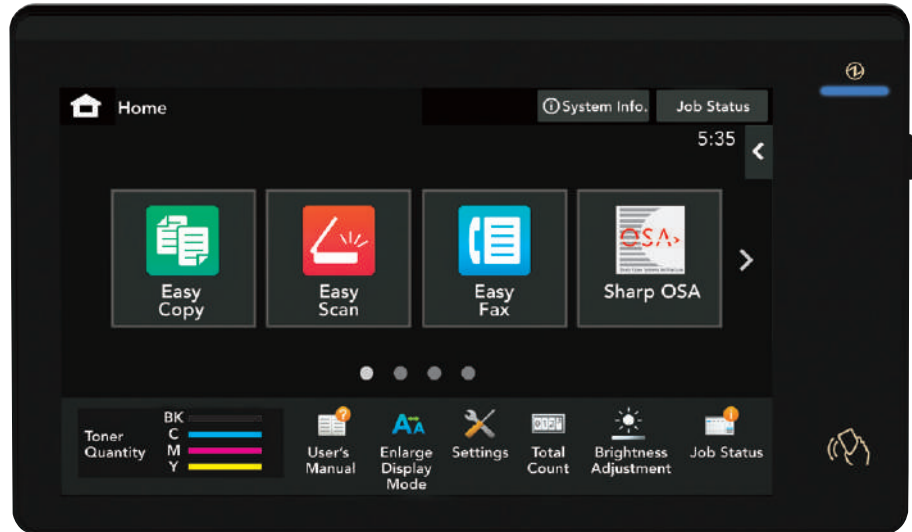 Home
System Info.
Job Status
5:35
OSA
Easy
Copy
Easy
Scan
Easy
Fax
Sharp OSA
Toner
Quantity
BK
C
M
Y
User's
Manual
Enlarge
Display
Mode
Settings
Total
Count
Brightness
Adjustment
Job Status